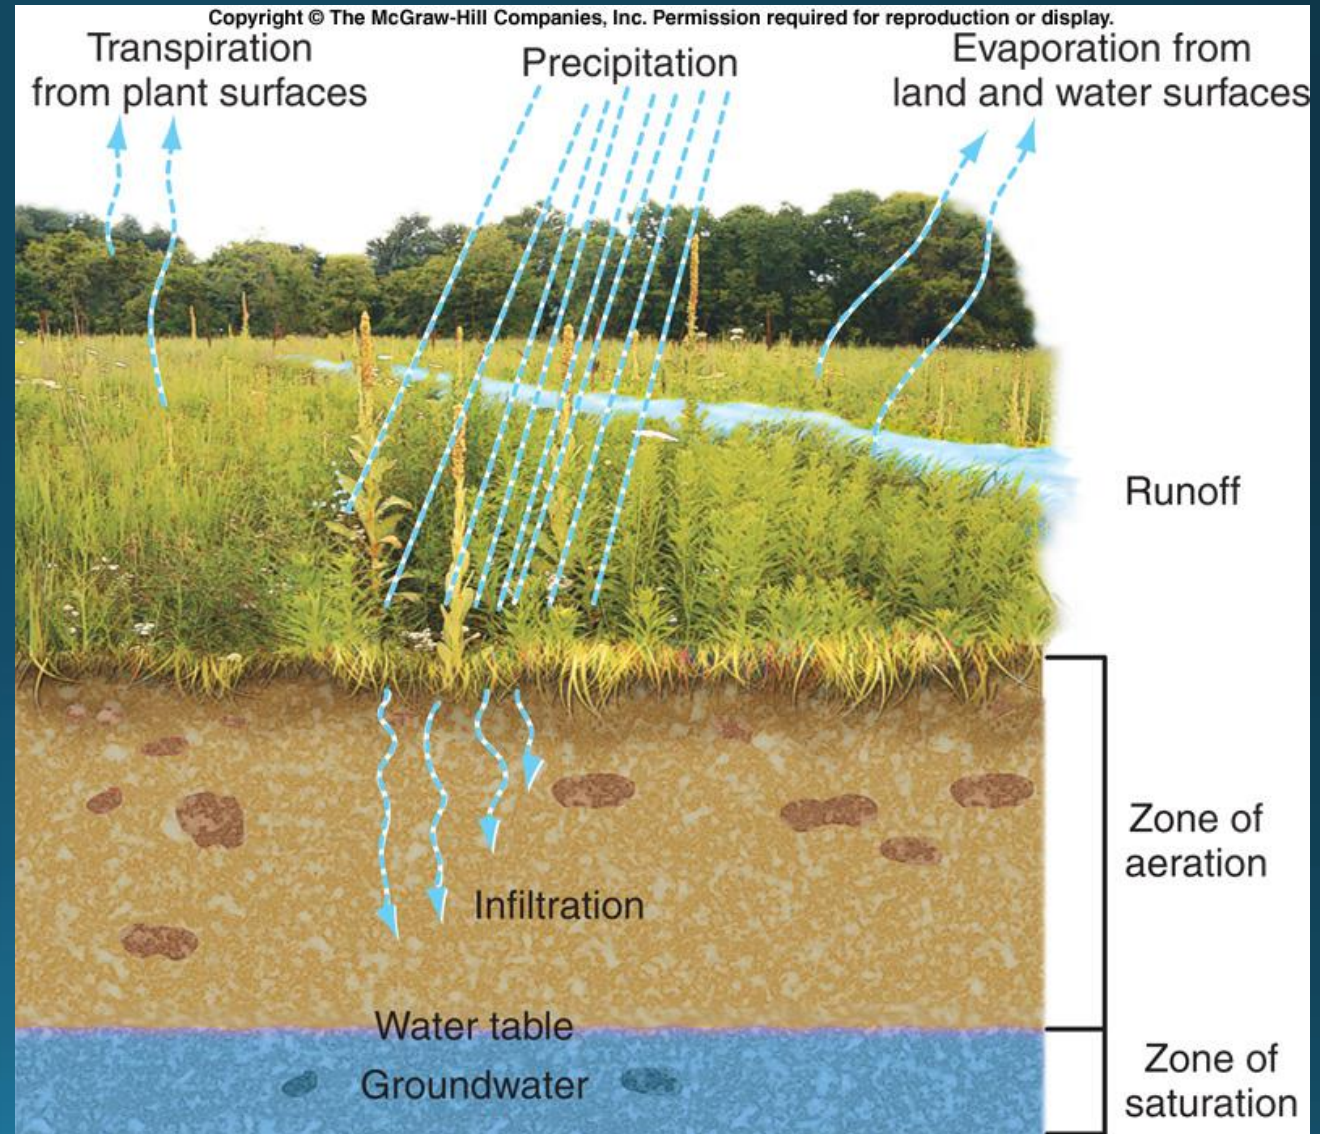 Copyright © The McGraw-Hill Companies, Inc. Permission required for reproduction or display.
Transpiration
from plant surfaces
Precipitation
Evaporation from
land and water surfaces
Runoff
Zone of
aeration
Infiltration
Water table
Groundwater
Zone of
saturation